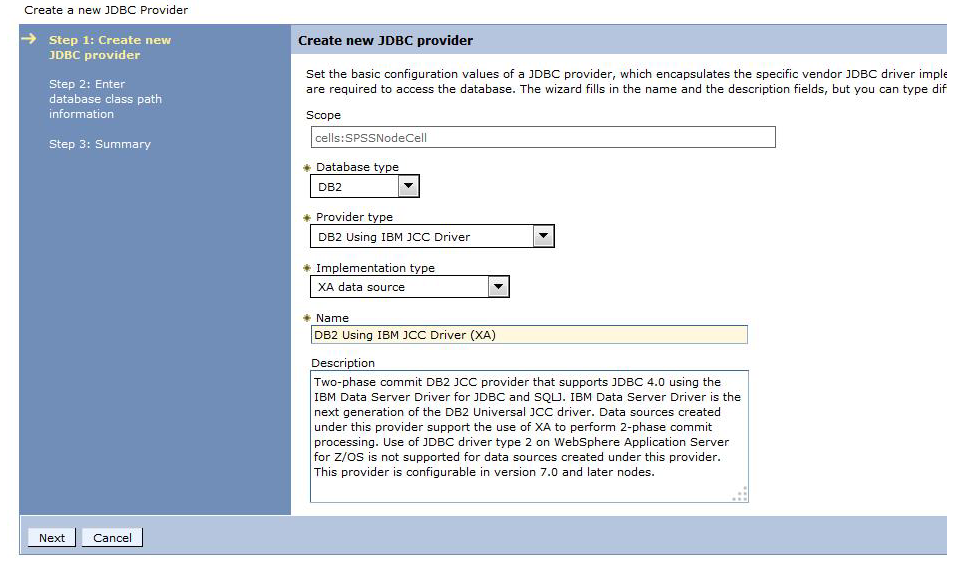 Create a new JDBC Provider
Step 1: Create new
JDBC provider
Step 2: Enter
database class path
information
Step 3: Summary
Create new JDBC provider
Set the basic configuration values of a JDBC provider, which encapsulates the specific vendor JDBC driver imple
are required to access the database. The wizard fills in the name and the description fields, but you can type dif
Scope
cells:SPSSNodeCell
Database type
DB2
Provider type
DB2 Using IBM JCC Driver
Implementation type
XA data source
Name
DB2 Using IBM JCC Driver (XA)
Description
Two-phase commit DB2 JCC provider that supports JDBC 4.0 using the
IBM Data Server Driver for JDBC and SQLJ. IBM Data Server Driver is the
next generation of the DB2 Universal JCC driver. Data sources created
under this provider support the use of XA to perform 2-phase commit
processing. Use of JDBC driver type 2 on WebSphere Application Server
for Z/OS is not supported for data sources created under this provider.
This provider is configurable in version 7.0 and later nodes.
Next
Cancel